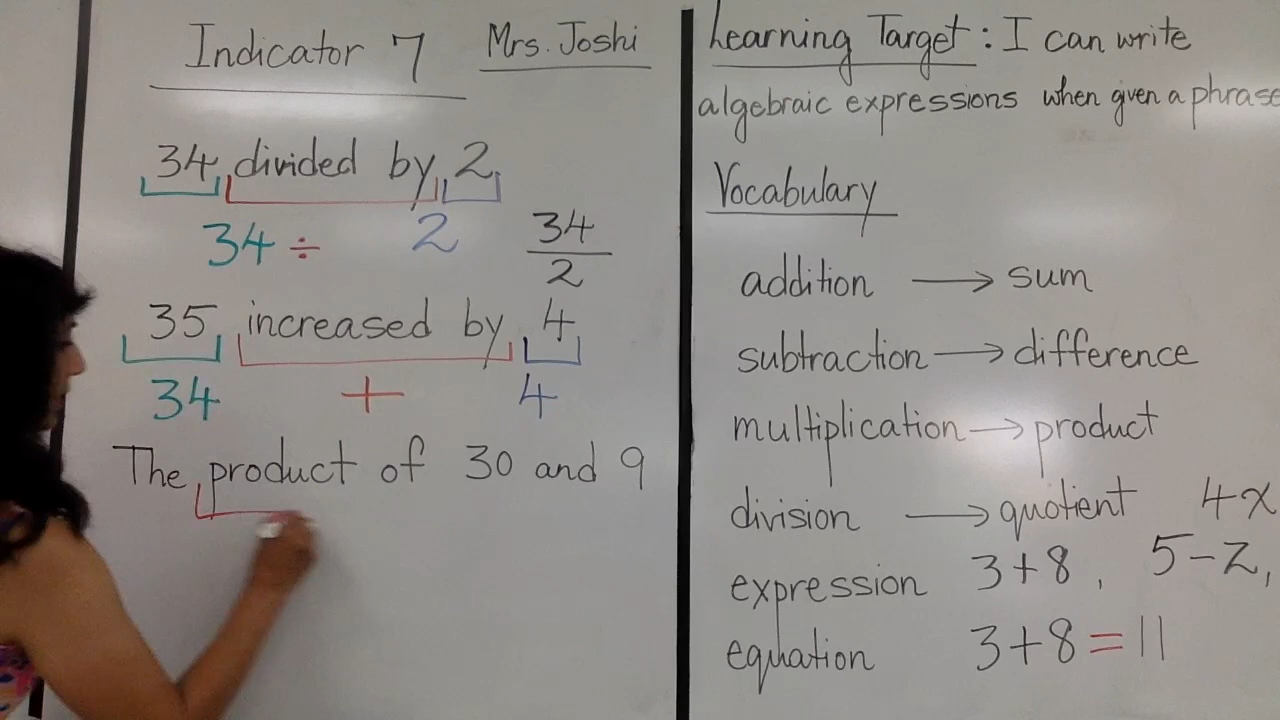 Indicator 7 Mrs. Joshi
34 divided by 2
34 ÷ 2
34
2
35 increased by 4
34 + 4
The product of 30 and 9
Learning Target : I can write
algebraic expressions when given a phrase
Vocabulary
addition → sum
subtraction → difference
multiplication → product
division → quotient 4x
expression 3+8 , 5-z,
equation 3+8=11